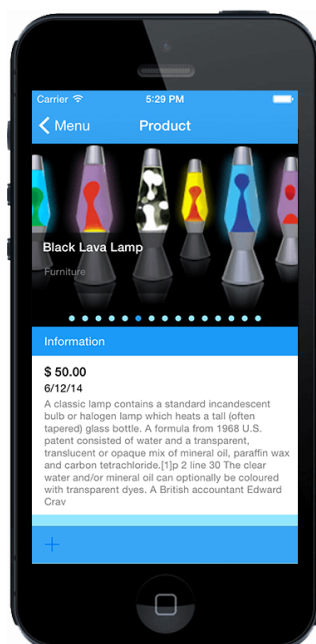 Carrier 5:29 PM
Menu Product
Black Lava Lamp
Furniture
Information
$ 50.00
6/12/14
A classic lamp contains a standard incandescent
bulb or halogen lamp which heats a tall (often
tapered) glass bottle. A formula from 1968 U.S.
patent consisted of water and a transparent,
translucent or opaque mix of mineral oil, paraffin wax
and carbon tetrachloride.[1]p 2 line 30 The clear
water and/or mineral oil can optionally be coloured
with transparent dyes. A British accountant Edward
Crav